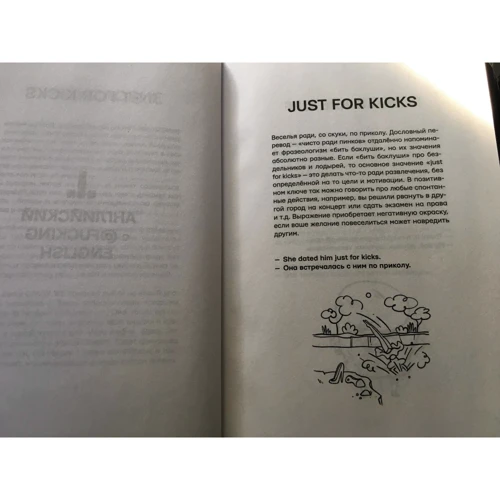 JUST FOR KICKS
Веселья ради, со скуки, по приколу. Дословный пе-
ревод — «чисто ради пинков» отдалённо напомина-
ет фразеологизм «бить баклуши», но их значения
абсолютно разные. Если «бить баклуши» про без-
дельников и лодырей, то основное значение «just
for kicks» — это делать что-то ради развлечения, без
определённой на то цели и мотивации. В позитив-
ном ключе так можно говорить про любые спонтан-
ные действия, например, вы решили рвануть в дру-
гой город на концерт или сдать экзамен на права
и т.д. Выражение приобретает негативную окраску,
если ваше желание повеселиться может навредить
другим.
— She dated him just for kicks.
— Она встречалась с ним по приколу.
АНГЛИЙСКИЙ
@FUCKING
ENGLISH